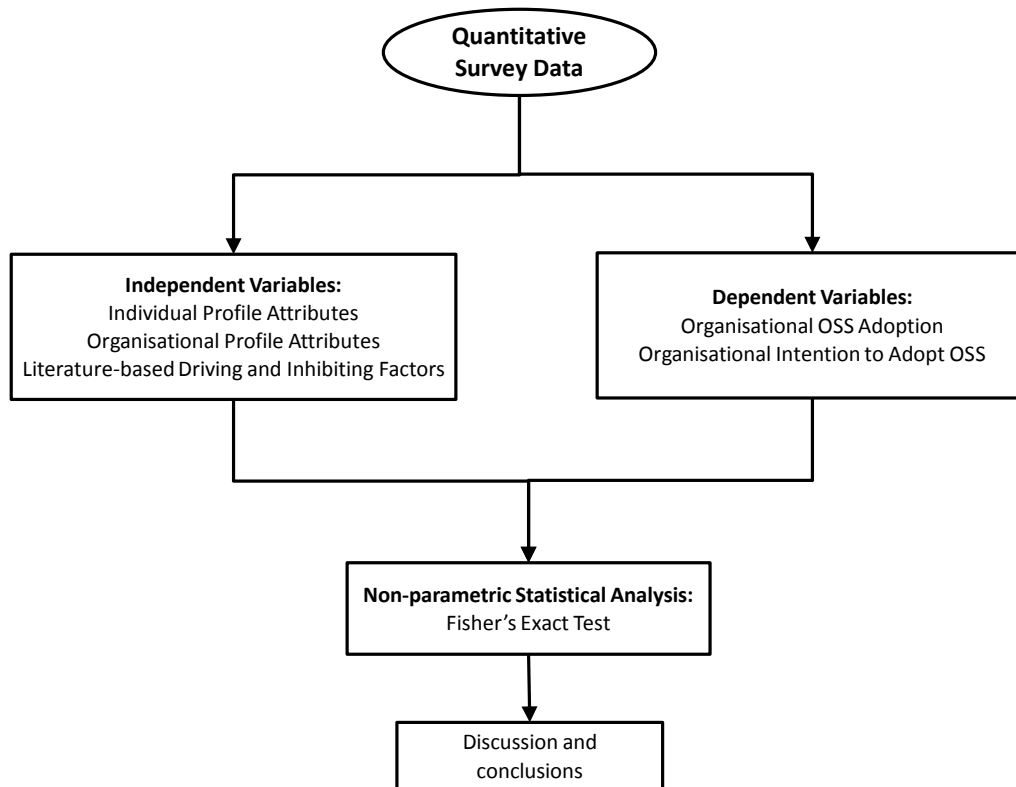 Quantitative
Survey Data
Independent Variables:
Individual Profile Attributes
Organisational Profile Attributes
Literature-based Driving and Inhibiting Factors
Dependent Variables:
Organisational OSS Adoption
Organisational Intention to Adopt OSS
Non-parametric Statistical Analysis:
Fisher’s Exact Test
Discussion and
conclusions